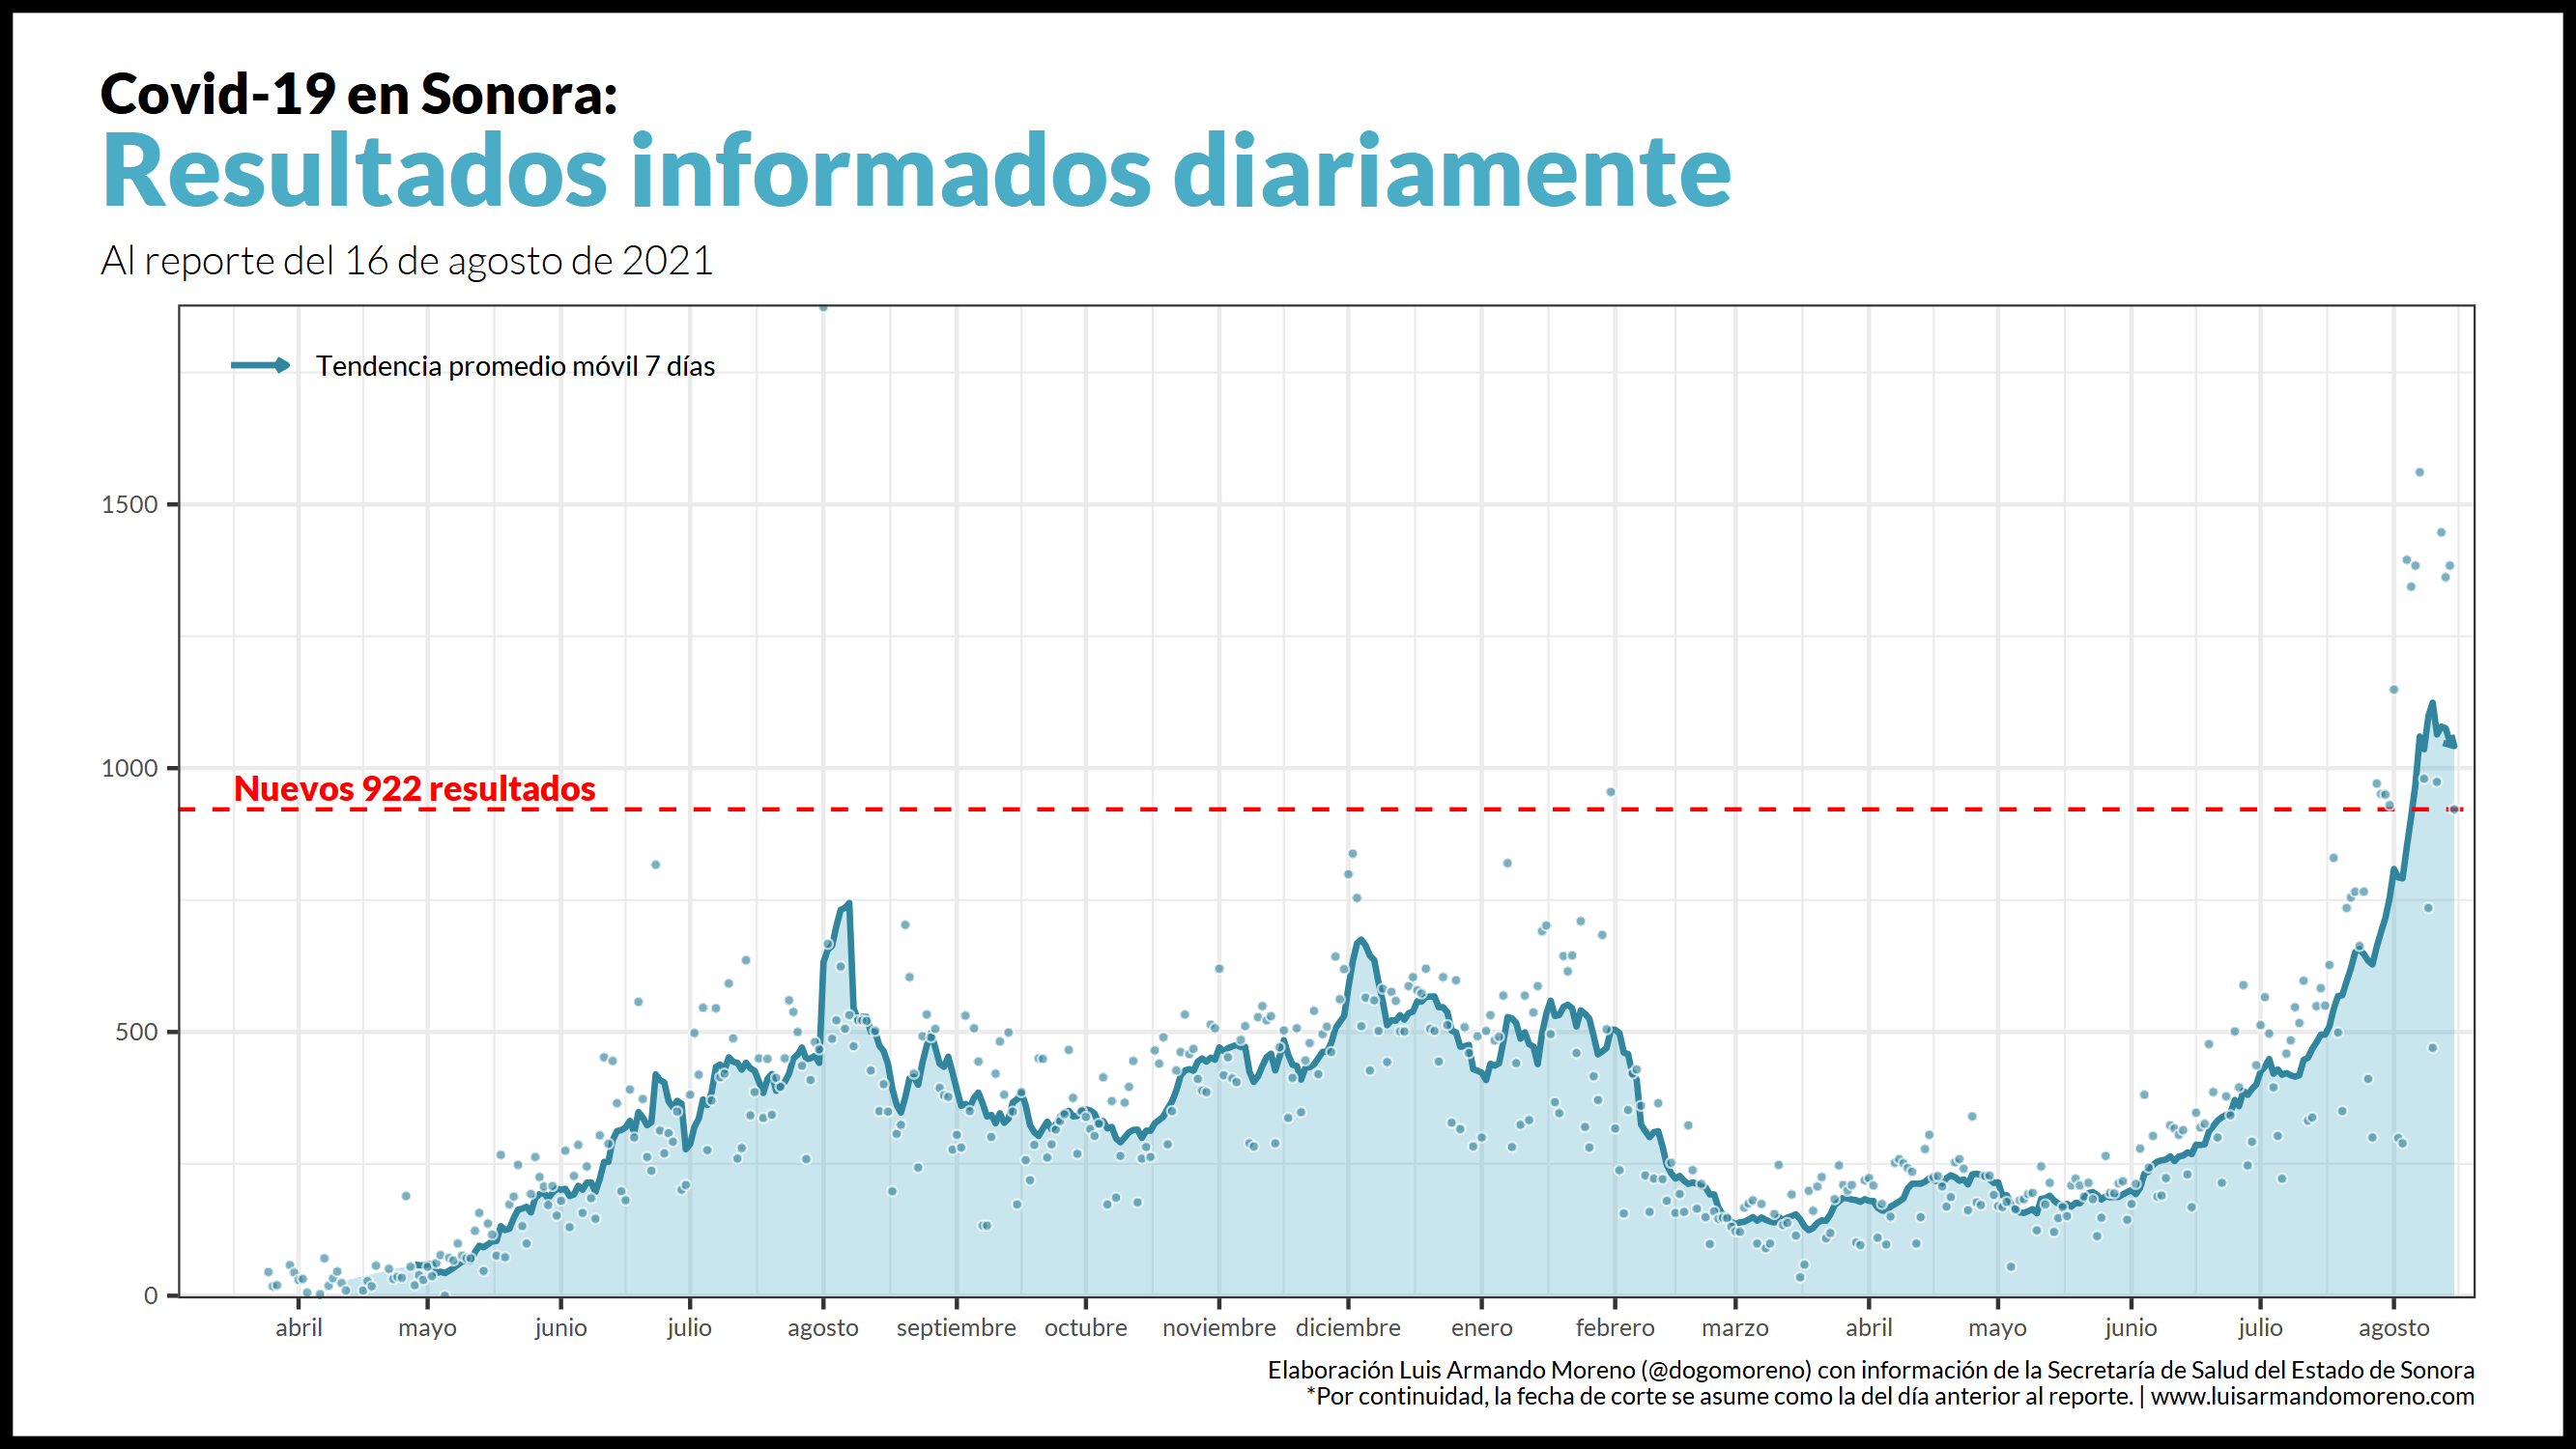 Covid-19 en Sonora:
Resultados informados diariamente
Al reporte del 16 de agosto de 2021
Tendencia promedio móvil 7 días
1500
1000
Nuevos 922 resultados
500
0
abril mayo junio julio agosto septiembre octubre noviembre diciembre enero febrero marzo abril mayo junio julio agosto
Elaboración Luis Armando Moreno (@dogomoreno) con información de la Secretaría de Salud del Estado de Sonora
*Por continuidad, la fecha de corte se asume como la del día anterior al reporte. | www.luisarmandomoreno.com